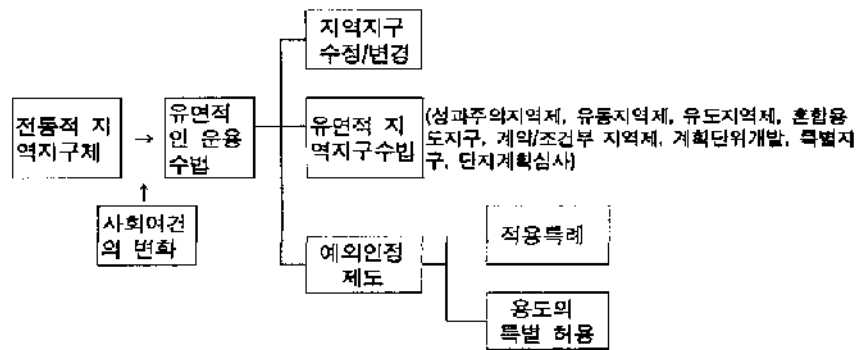 지역지구
수정/변경
전통적 지
역지구제
→
유연적
인 운용
수법
유연적 지
역지구수법
(성과주의지역제, 유동지역제, 유도지역제, 혼합용
도지구, 계약/조건부 지역제, 계획단위개발, 특별지
구, 단지계획심사)
사회여건
의 변화
예외인정
제도
적용특례
용도의
특별 허용